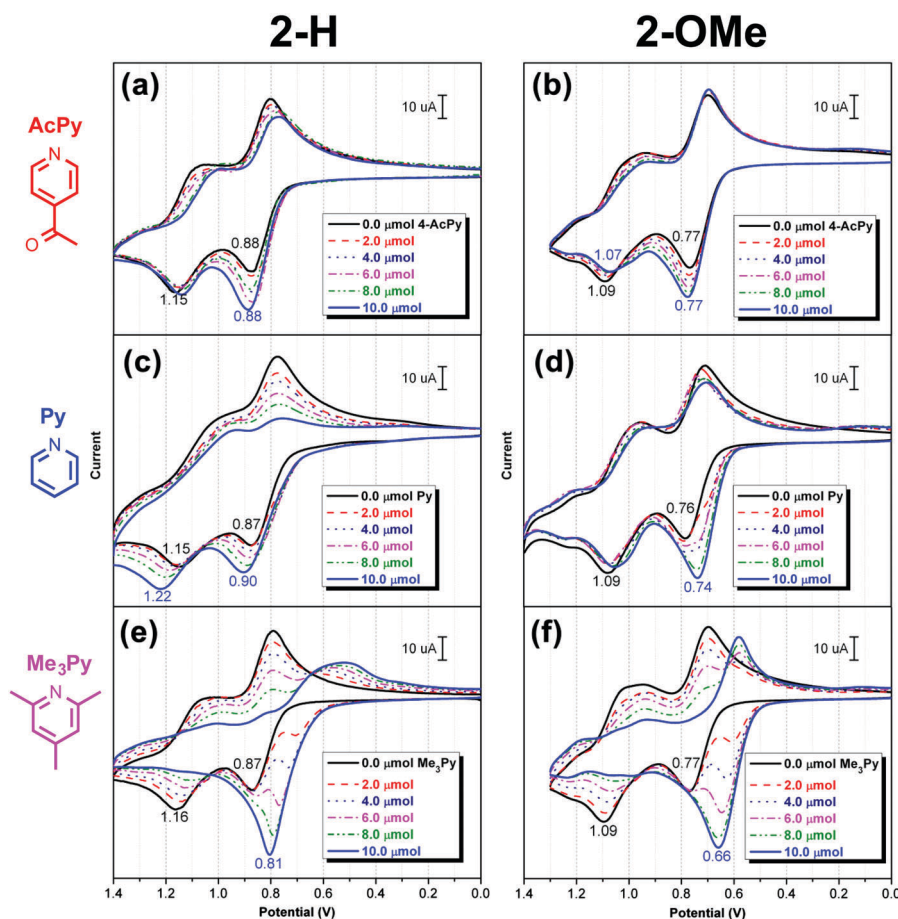 2-H
2-OMe
AcPy
N
O
(a)
10 uA
0.88
1.15
0.88
0.0 μmol 4-AcPy
2.0 μmol
4.0 μmol
6.0 μmol
8.0 μmol
10.0 μmol
(b)
10 uA
0.77
1.07
1.09
0.77
0.0 μmol 4-AcPy
2.0 μmol
4.0 μmol
6.0 μmol
8.0 μmol
10.0 μmol
Py
N
Current
(c)
10 uA
0.87
1.15
0.90
1.22
0.0 μmol Py
2.0 μmol
4.0 μmol
6.0 μmol
8.0 μmol
10.0 μmol
Current
(d)
10 uA
0.76
1.09
0.74
0.0 μmol Py
2.0 μmol
4.0 μmol
6.0 μmol
8.0 μmol
10.0 μmol
Me₃Py
N
(e)
10 uA
0.87
1.16
0.81
0.0 μmol Me₃Py
2.0 μmol
4.0 μmol
6.0 μmol
8.0 μmol
10.0 μmol
(f)
10 uA
0.77
1.09
0.66
0.0 μmol Me₃Py
2.0 μmol
4.0 μmol
6.0 μmol
8.0 μmol
10.0 μmol
1.4 1.2 1.0 0.8 0.6 0.4 0.2 0.0
Potential (V)
1.4 1.2 1.0 0.8 0.6 0.4 0.2 0.0
Potential (V)